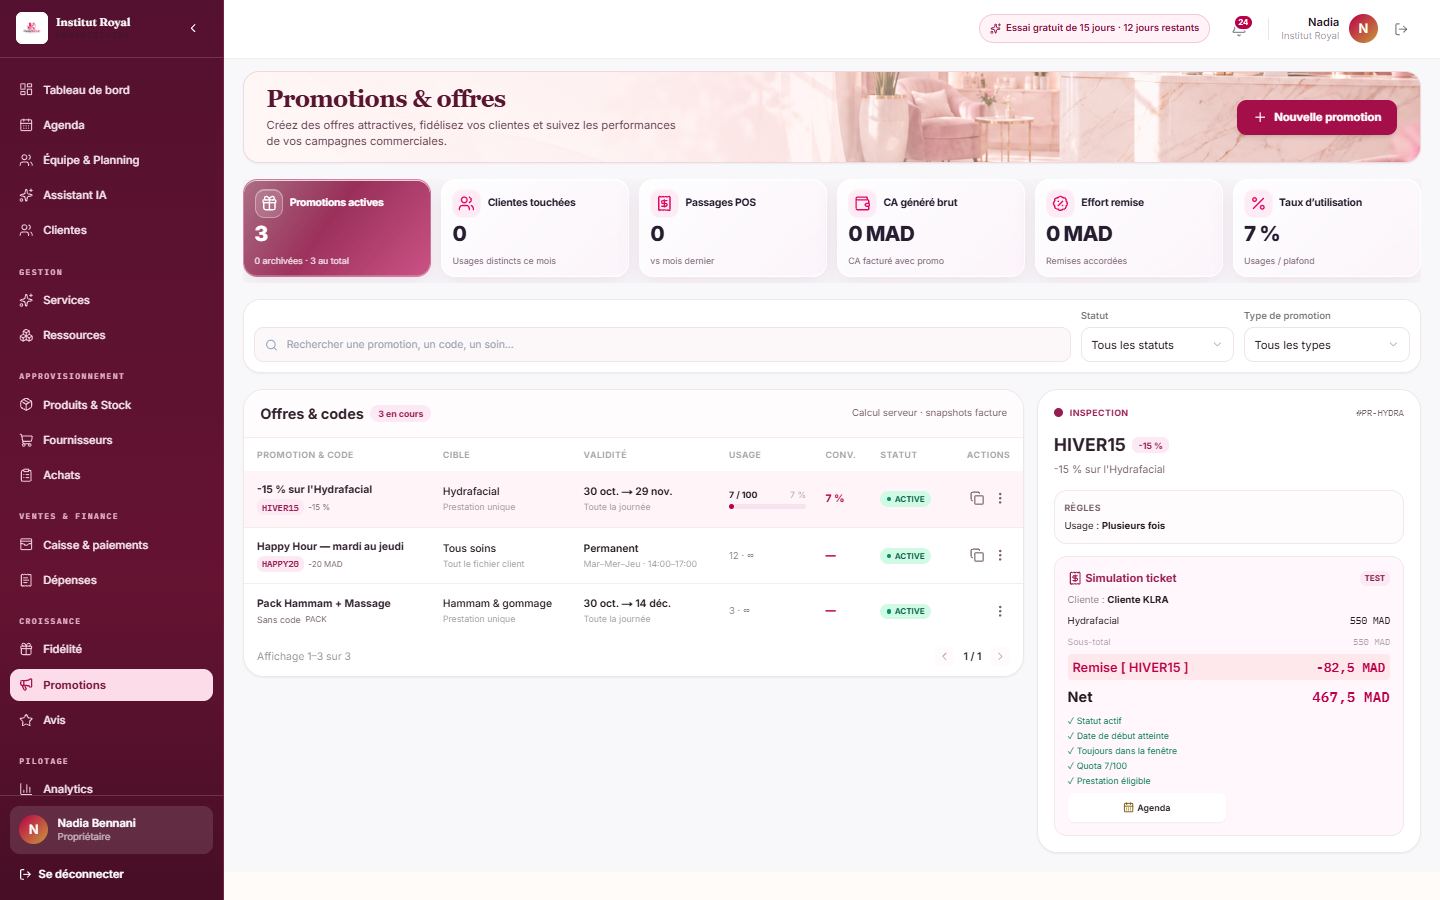 Institut Royal
Essai gratuit de 15 jours · 12 jours restants
24
Nadia
Institut Royal
N
Tableau de bord
Agenda
Équipe & Planning
Assistant IA
Clientes
GESTION
Services
Ressources
APPROVISIONNEMENT
Produits & Stock
Fournisseurs
Achats
VENTES & FINANCE
Caisse & paiements
Dépenses
CROISSANCE
Fidélité
Promotions
Avis
PILOTAGE
Analytics
N
Nadia Bennani
Propriétaire
Se déconnecter
Promotions & offres
Créez des offres attractives, fidélisez vos clientes et suivez les performances
de vos campagnes commerciales.
Nouvelle promotion
Promotions actives
3
0 archivées · 3 au total
Clientes touchées
0
Usages distincts ce mois
Passages POS
0
vs mois dernier
CA généré brut
0 MAD
CA facturé avec promo
Effort remise
0 MAD
Remises accordées
Taux d’utilisation
7 %
Usages / plafond
Statut
Type de promotion
Rechercher une promotion, un code, un soin…
Tous les statuts
Tous les types
Offres & codes
3 en cours
Calcul serveur · snapshots facture
PROMOTION & CODE CIBLE VALIDITÉ USAGE CONV. STATUT ACTIONS
-15 % sur l'Hydrafacial Hydrafacial 30 oct. → 29 nov. 7 / 100 7 % 7 % ACTIVE
HIVER15 -15 % Prestation unique Toute la journée
Happy Hour — mardi au jeudi Tous soins Permanent 12 · ∞ — ACTIVE
HAPPY20 -20 MAD Tout le fichier client Mar–Mer–Jeu · 14:00–17:00
Pack Hammam + Massage Hammam & gommage 30 oct. → 14 déc. 3 · ∞ — ACTIVE
Sans code PACK Prestation unique Toute la journée
Affichage 1–3 sur 3
1 / 1
INSPECTION
#PR-HYDRA
HIVER15
-15 %
-15 % sur l'Hydrafacial
RÈGLES
Usage : Plusieurs fois
Simulation ticket
TEST
Cliente : Cliente KLRA
Hydrafacial 550 MAD
Sous-total 550 MAD
Remise [ HIVER15 ] -82,5 MAD
Net 467,5 MAD
✓ Statut actif
✓ Date de début atteinte
✓ Toujours dans la fenêtre
✓ Quota 7/100
✓ Prestation éligible
Agenda